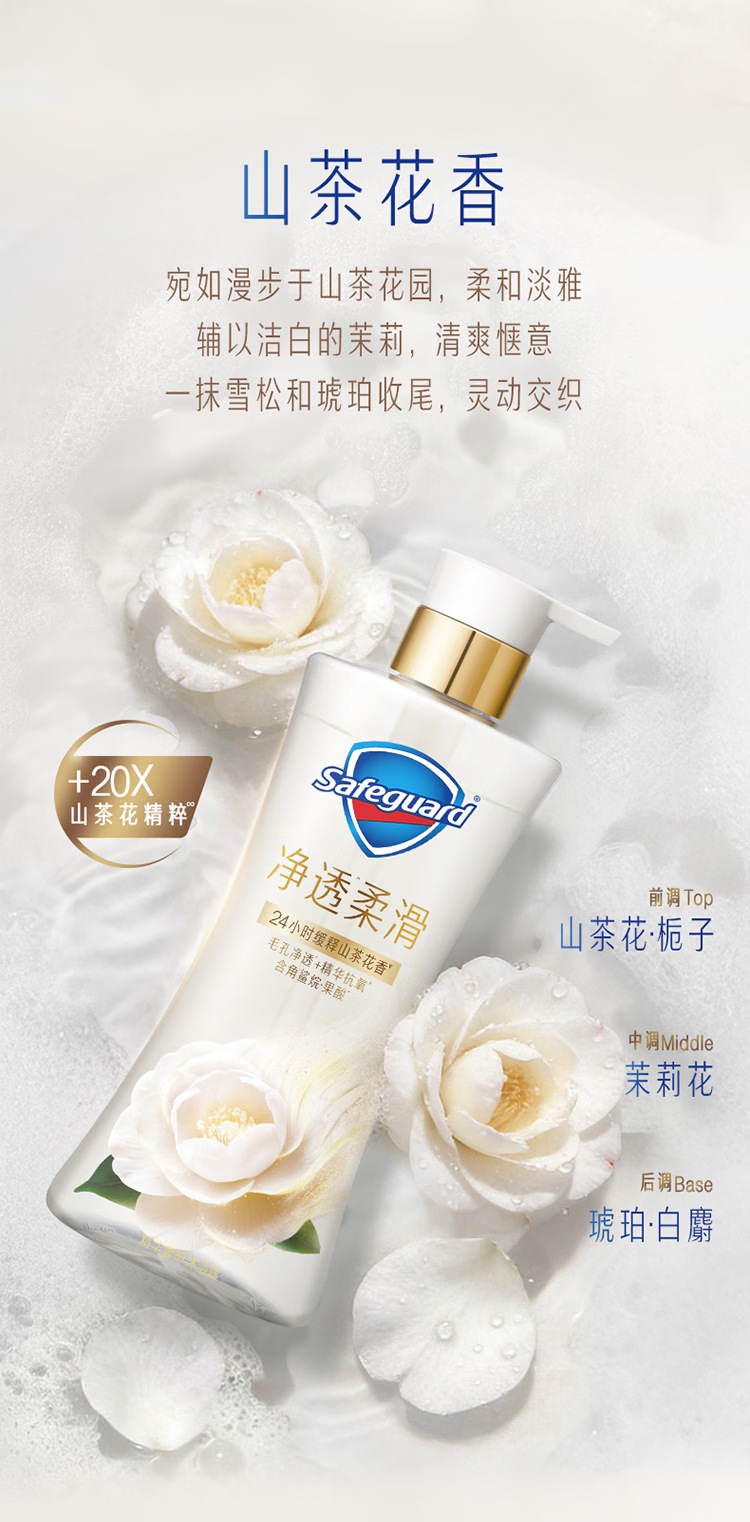 山茶花香
宛如漫步于山茶花园，柔和淡雅
辅以洁白的茉莉，清爽惬意
一抹雪松和琥珀收尾，灵动交织
+20X
山茶花精粹∞
Safeguard®
净透柔滑
24小时缓释山茶花香*
毛孔净透^+精华抗氧*
含角鲨烷·果酸*
前调Top
山茶花·栀子
中调Middle
茉莉花
后调Base
琥珀·白麝